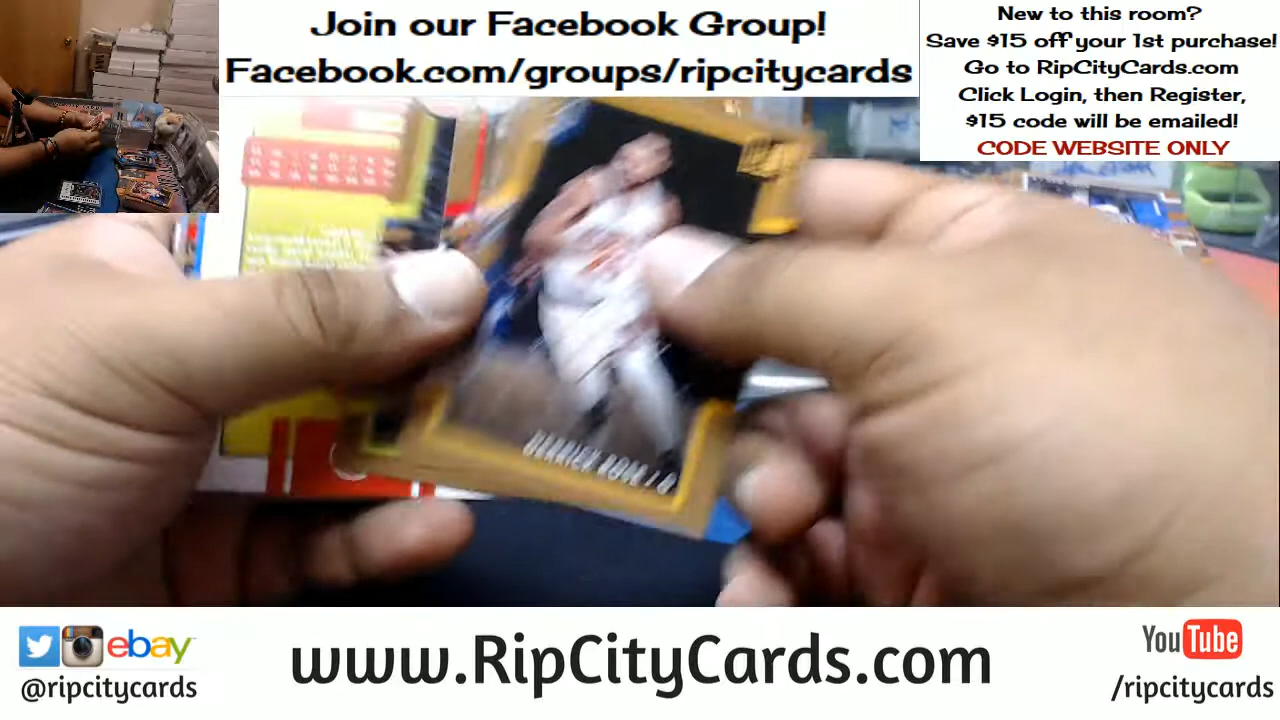 Join our Facebook Group!
Facebook.com/groups/ripcitycards
New to this room?
Save $15 off your 1st purchase!
Go to RipCityCards.com
Click Login, then Register,
$15 code will be emailed!
CODE WEBSITE ONLY
DERRICK ROSE / G
ebay
@ripcitycards
www.RipCityCards.com
YouTube
/ripcitycards